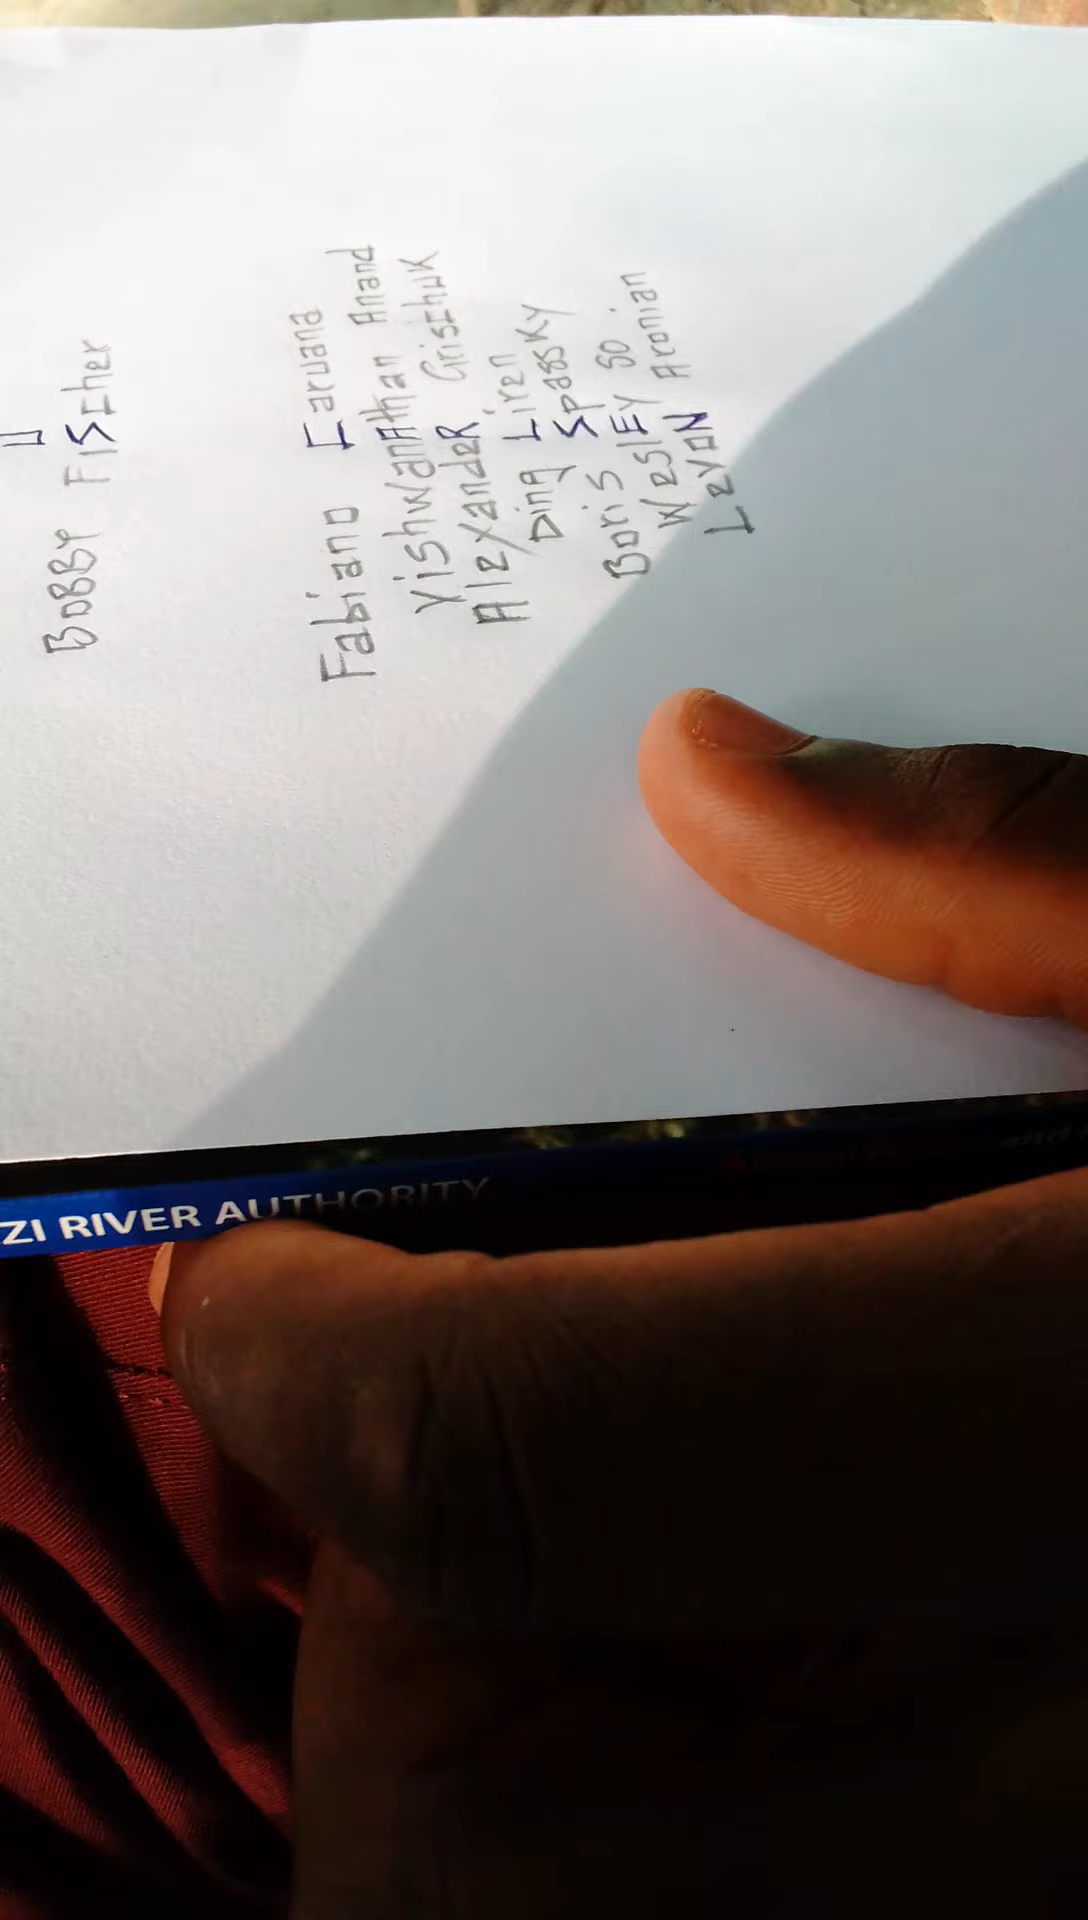 BOBBY FIScher
Fabiano Caruana
VishwanAthan Anand
AlexandeR Grischuk
Ding Liren
Boris Spassky
WeslEY so.
LevoN Aronian
ZI RIVER AUTHORITY